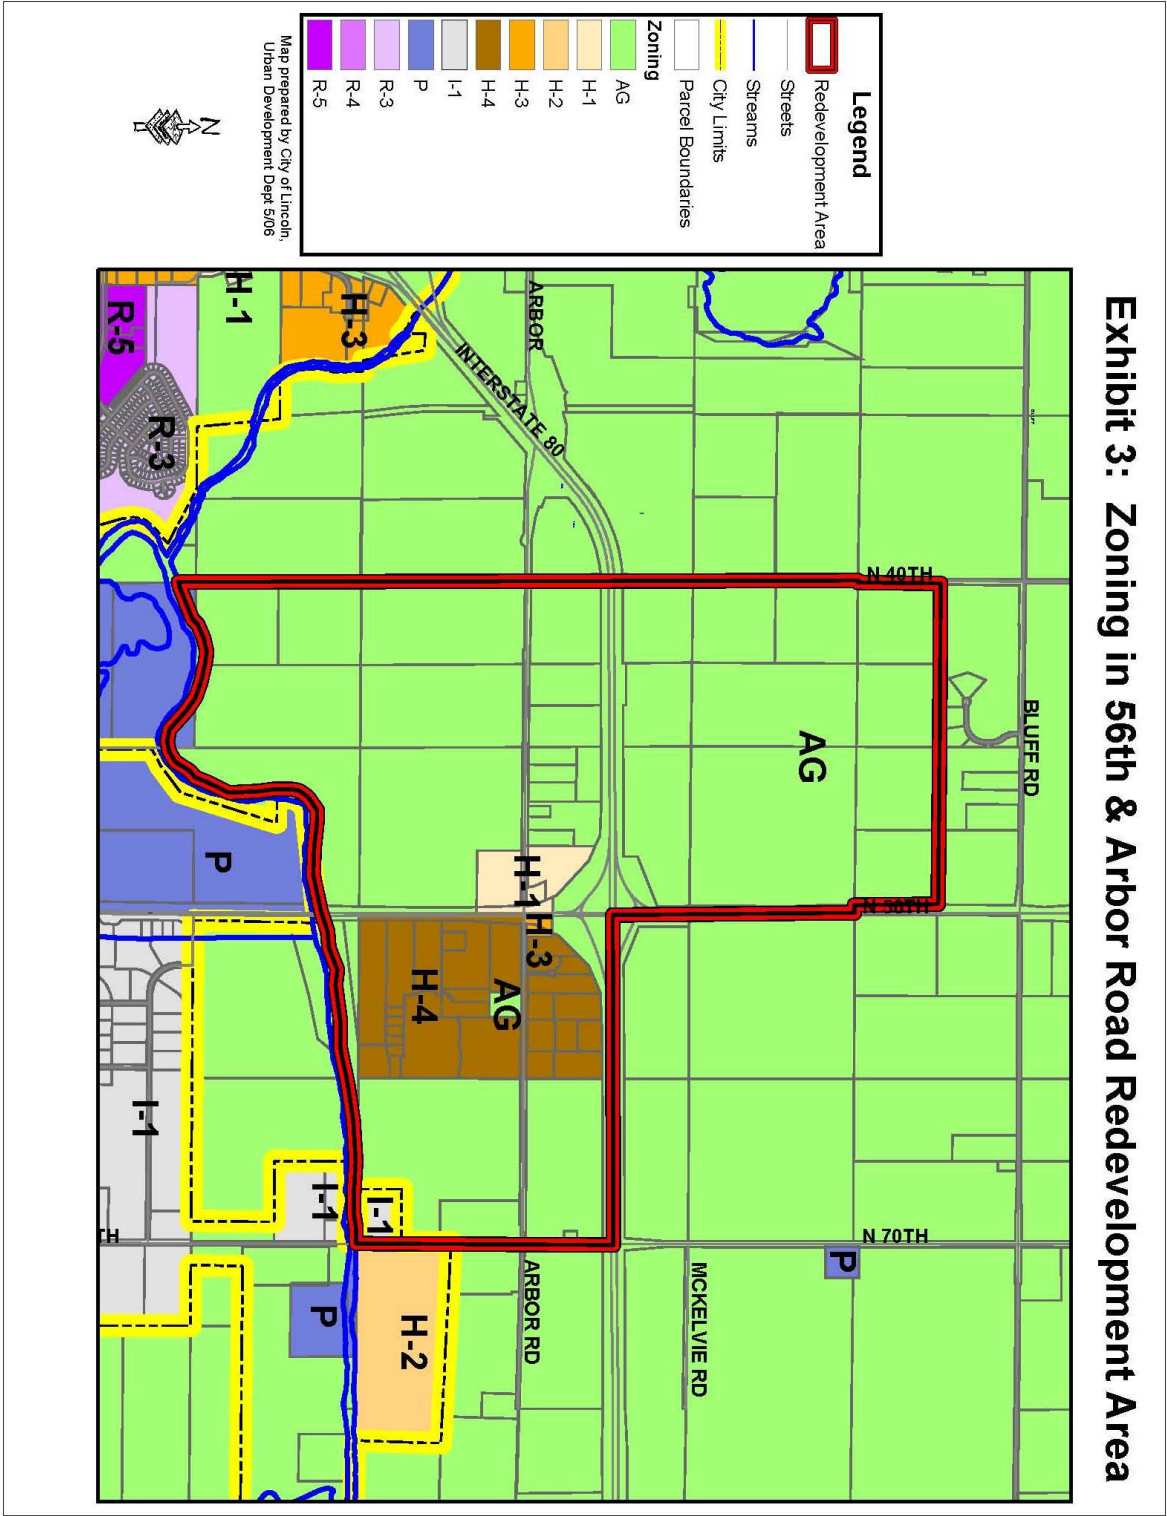 Exhibit 3: Zoning in 56th & Arbor Road Redevelopment Area
Legend
Redevelopment Area
Streets
Streams
City Limits
Parcel Boundaries
Zoning
AG
H-1
H-2
H-3
H-4
I-1
P
R-3
R-4
R-5
Map prepared by City of Lincoln,
Urban Development Dept 5/06
N
BLUFF
BLUFF RD
N 40TH
N 56TH
N 70TH
AG
P
MCKELVIE RD
ARBOR
INTERSTATE 80
H-1
H-3
AG
ARBOR RD
H-3
H-4
H-2
I-1
I-1
P
H-1
P
R-3
R-5
I-1
TH